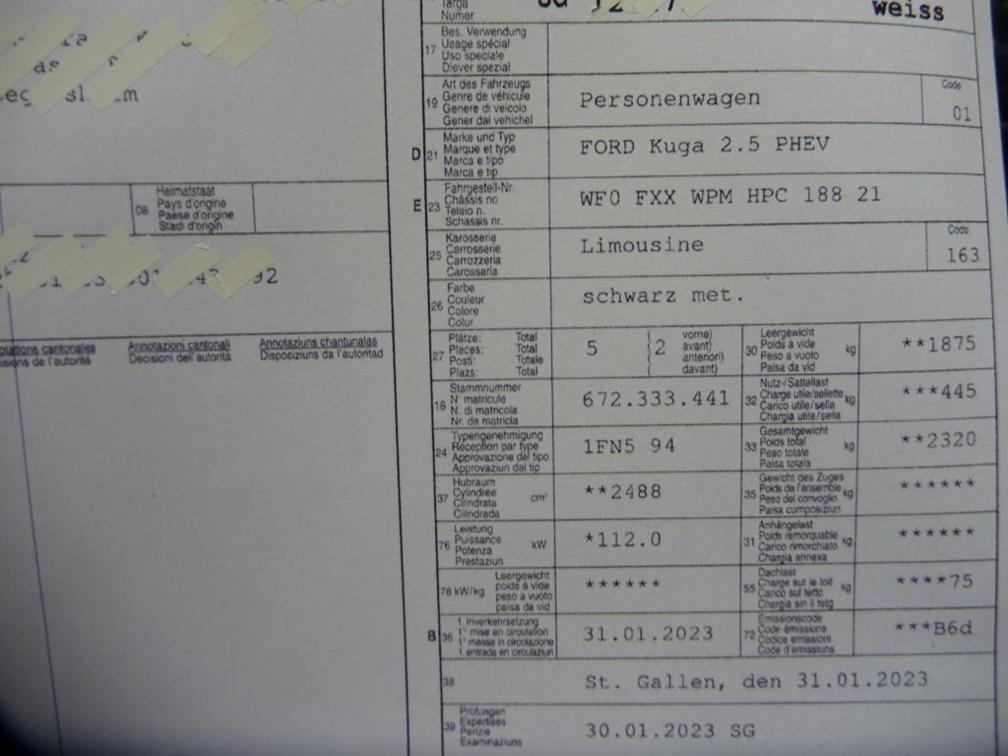 Targa
Numer
weiss
17
Bes. Verwendung
Usage spécial
Uso speciale
Diever spezial
19
Art des Fahrzeugs
Genre de véhicule
Genere di veicolo
Gener dal vehichel
Personenwagen
Code
01
D 21
Marke und Typ
Marque et type
Marca e tipo
Marca e tip
FORD Kuga 2.5 PHEV
E 23
Fahrgestell-Nr.
Châssis no
Telaio n.
Schassis nr.
WF0 FXX WPM HPC 188 21
08
Heimatstaat
Pays d'origine
Paese d'origine
Stadi d'origin
25
Karosserie
Carrosserie
Carrozzeria
Carossaria
Limousine
Code
163
92
26
Farbe
Couleur
Colore
Colur
schwarz met.
Annotazioni cantonali
Decisioni dell'autorità
Annotaziuns chantunalas
Disposiziuns da l'autoritad
27
Plätze: Total
Places: Total
Posti: Totale
Plazs: Total
5
(2
vorne)
avant)
anteriori)
davant)
30
Leergewicht
Poids à vide
Peso a vuoto
Paisa da vid
kg
**1875
18
Stammnummer
N° matricule
N. di matricola
Nr. da matricla
672.333.441
32
Nutz-/Sattellast
Charge utile/sellette
Carico utile/sella
Chargia utila/sella
kg
***445
24
Typengenehmigung
Réception par type
Approvazione del tipo
Approvaziun dal tip
1FN5 94
33
Gesamtgewicht
Poids total
Peso totale
Paisa totala
kg
**2320
37
Hubraum
Cylindrée
Cilindrata
Cilindrada
cm³
**2488
35
Gewicht des Zuges
Poids de l'ensemble
Peso del convoglio
Paisa cumposiziun
kg
******
76
Leistung
Puissance
Potenza
Prestaziun
kW
*112.0
31
Anhängelast
Poids remorquable
Carico rimorchiato
Chargia annexa
kg
******
78 kW/kg
Leergewicht
poids à vide
peso a vuoto
paisa da vid
******
55
Dachlast
Charge sur le toit
Carico sul tetto
Chargia sin il tetg
kg
****75
B 36
1. Inverkehrsetzung
1re mise en circulation
1a messa in circolazione
1. entrada en circulaziun
31.01.2023
72
Emissionscode
Code émissions
Codice emissioni
Code d'emissiuns
***B6d
38
St. Gallen, den 31.01.2023
39
Prüfungen
Expertises
Perizie
Examinaziuns
30.01.2023 SG